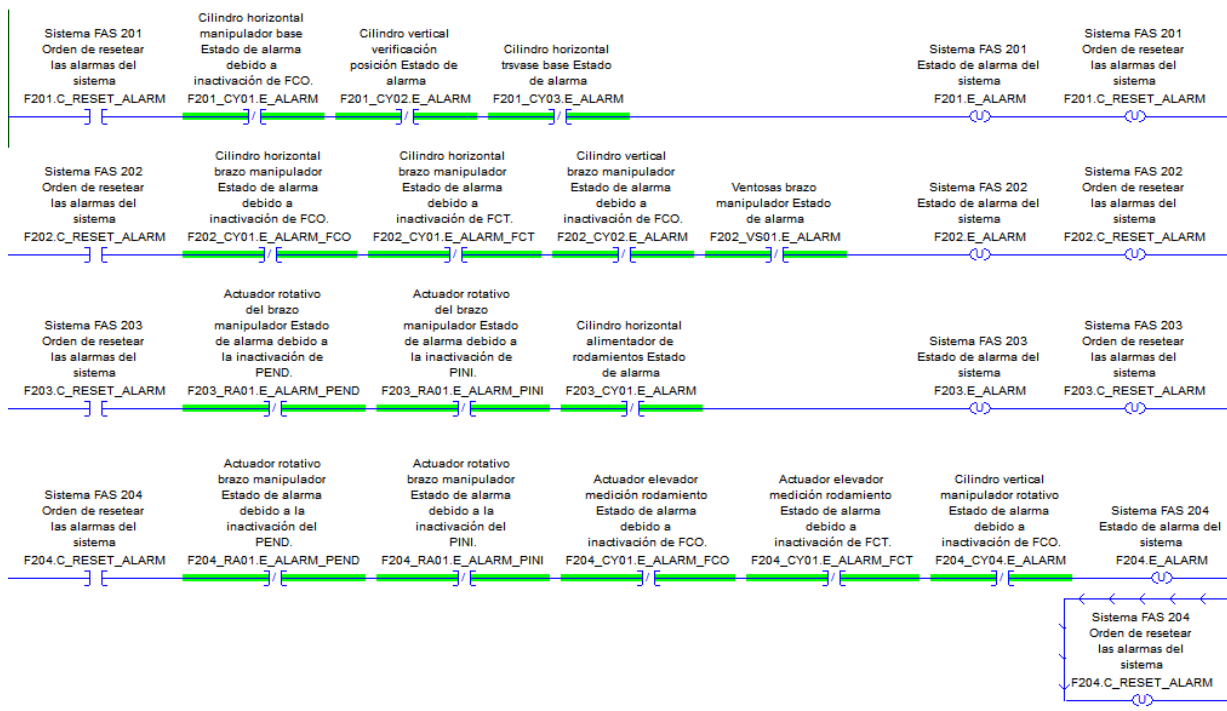 Sistema FAS 201
Orden de resetear
las alarmas del
sistema
F201.C_RESET_ALARM
Cilindro horizontal
manipulador base
Estado de alarma
debido a
inactivación de FCO.
F201_CY01.E_ALARM
Cilindro vertical
verificación
posición Estado de
alarma
F201_CY02.E_ALARM
Cilindro horizontal
trsvase base Estado
de alarma
F201_CY03.E_ALARM
Sistema FAS 201
Estado de alarma del
sistema
F201.E_ALARM
Sistema FAS 201
Orden de resetear
las alarmas del
sistema
F201.C_RESET_ALARM
Sistema FAS 202
Orden de resetear
las alarmas del
sistema
F202.C_RESET_ALARM
Cilindro horizontal
brazo manipulador
Estado de alarma
debido a
inactivación de FCO.
F202_CY01.E_ALARM_FCO
Cilindro horizontal
brazo manipulador
Estado de alarma
debido a
inactivación de FCT.
F202_CY01.E_ALARM_FCT
Cilindro vertical
brazo manipulador
Estado de alarma
debido a
inactivación de FCO.
F202_CY02.E_ALARM
Ventosas brazo
manipulador Estado
de alarma
F202_VS01.E_ALARM
Sistema FAS 202
Estado de alarma del
sistema
F202.E_ALARM
Sistema FAS 202
Orden de resetear
las alarmas del
sistema
F202.C_RESET_ALARM
Sistema FAS 203
Orden de resetear
las alarmas del
sistema
F203.C_RESET_ALARM
Actuador rotativo
del brazo
manipulador Estado
de alarma debido a
la inactivación de
PEND.
F203_RA01.E_ALARM_PEND
Actuador rotativo
del brazo
manipulador Estado
de alarma debido a
la inactivación de
PINI.
F203_RA01.E_ALARM_PINI
Cilindro horizontal
alimentador de
rodamientos Estado
de alarma
F203_CY01.E_ALARM
Sistema FAS 203
Estado de alarma del
sistema
F203.E_ALARM
Sistema FAS 203
Orden de resetear
las alarmas del
sistema
F203.C_RESET_ALARM
Sistema FAS 204
Orden de resetear
las alarmas del
sistema
F204.C_RESET_ALARM
Actuador rotativo
brazo manipulador
Estado de alarma
debido a la
inactivación del
PEND.
F204_RA01.E_ALARM_PEND
Actuador rotativo
brazo manipulador
Estado de alarma
debido a la
inactivación del
PINI.
F204_RA01.E_ALARM_PINI
Actuador elevador
medición rodamiento
Estado de alarma
debido a
inactivación de FCO.
F204_CY01.E_ALARM_FCO
Actuador elevador
medición rodamiento
Estado de alarma
debido a
inactivación de FCT.
F204_CY01.E_ALARM_FCT
Cilindro vertical
manipulador rotativo
Estado de alarma
debido a
inactivación de FCO.
F204_CY04.E_ALARM
Sistema FAS 204
Estado de alarma del
sistema
F204.E_ALARM
Sistema FAS 204
Orden de resetear
las alarmas del
sistema
F204.C_RESET_ALARM